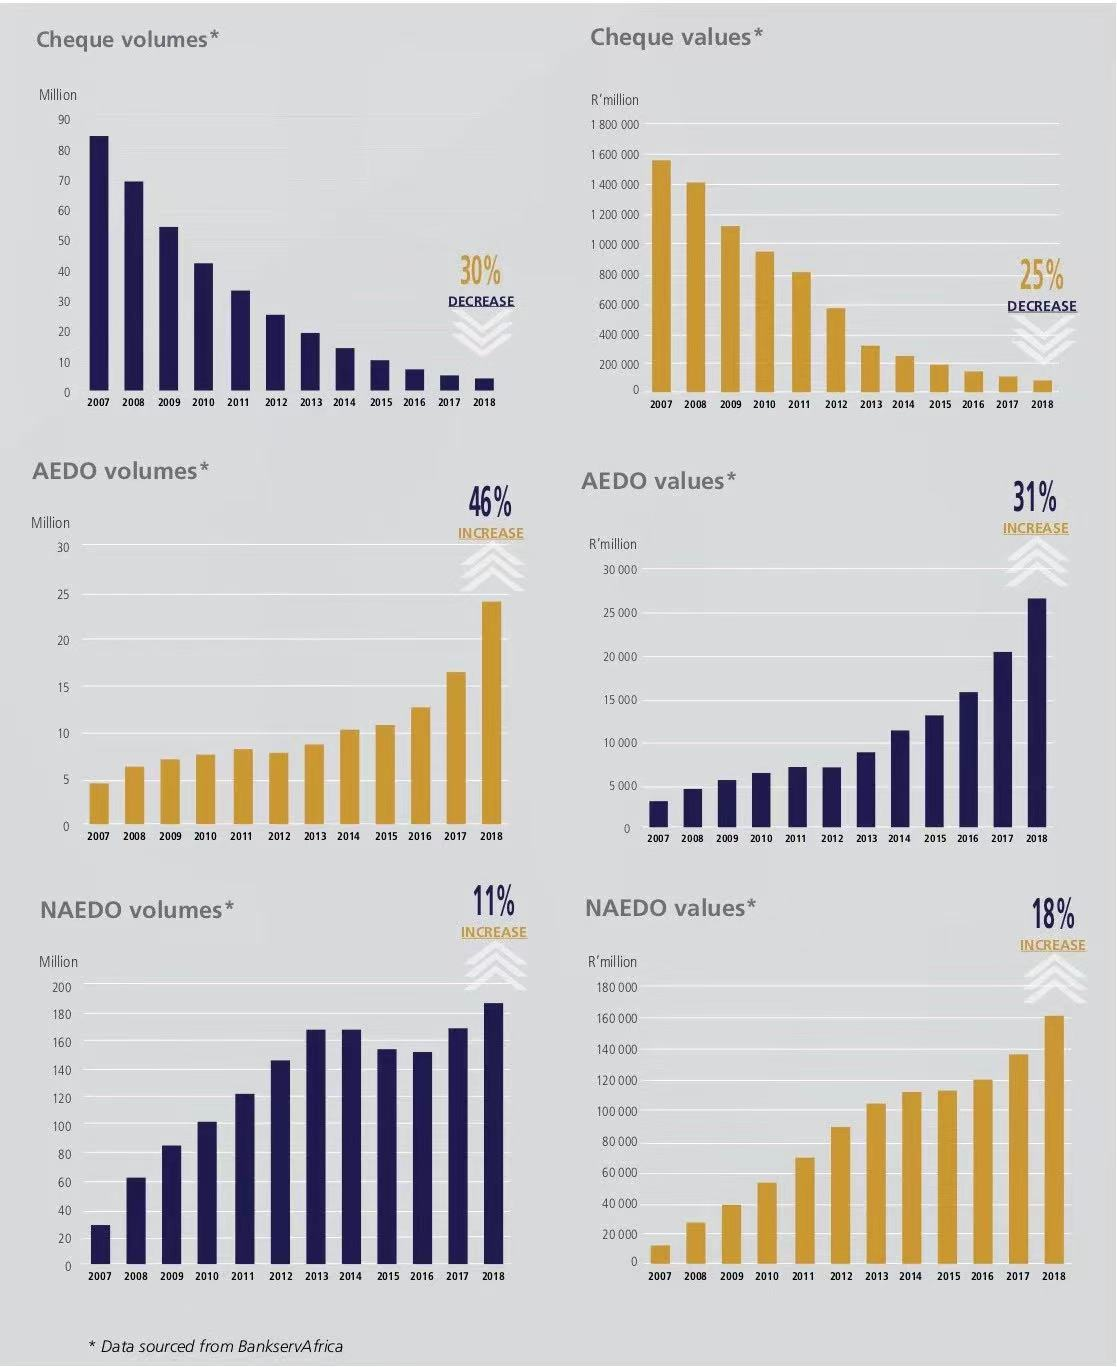 Cheque volumes*
Million
90
80
70
60
50
40
30
20
10
0
2007 2008 2009 2010 2011 2012 2013 2014 2015 2016 2017 2018
30%
DECREASE
Cheque values*
R'million
1 800 000
1 600 000
1 400 000
1 200 000
1 000 000
800 000
600 000
400 000
200 000
0
2007 2008 2009 2010 2011 2012 2013 2014 2015 2016 2017 2018
25%
DECREASE
AEDO volumes*
46%
INCREASE
Million
30
25
20
15
10
5
0
2007 2008 2009 2010 2011 2012 2013 2014 2015 2016 2017 2018
AEDO values*
31%
INCREASE
R'million
30 000
25 000
20 000
15 000
10 000
5 000
0
2007 2008 2009 2010 2011 2012 2013 2014 2015 2016 2017 2018
NAEDO volumes*
11%
INCREASE
Million
200
180
160
140
120
100
80
60
40
20
0
2007 2008 2009 2010 2011 2012 2013 2014 2015 2016 2017 2018
NAEDO values*
18%
INCREASE
R'million
180 000
160 000
140 000
120 000
100 000
80 000
60 000
40 000
20 000
0
2007 2008 2009 2010 2011 2012 2013 2014 2015 2016 2017 2018
* Data sourced from BankservAfrica